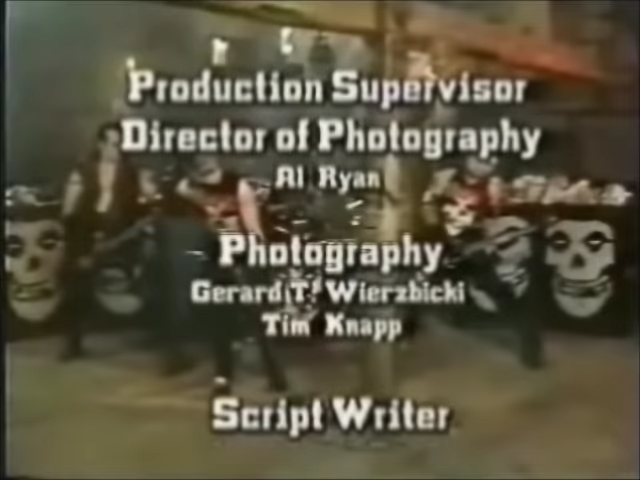 Production Supervisor
Director of Photography
Al Ryan
Photography
Gerard T. Wierzbicki
Tim Knapp
Script Writer